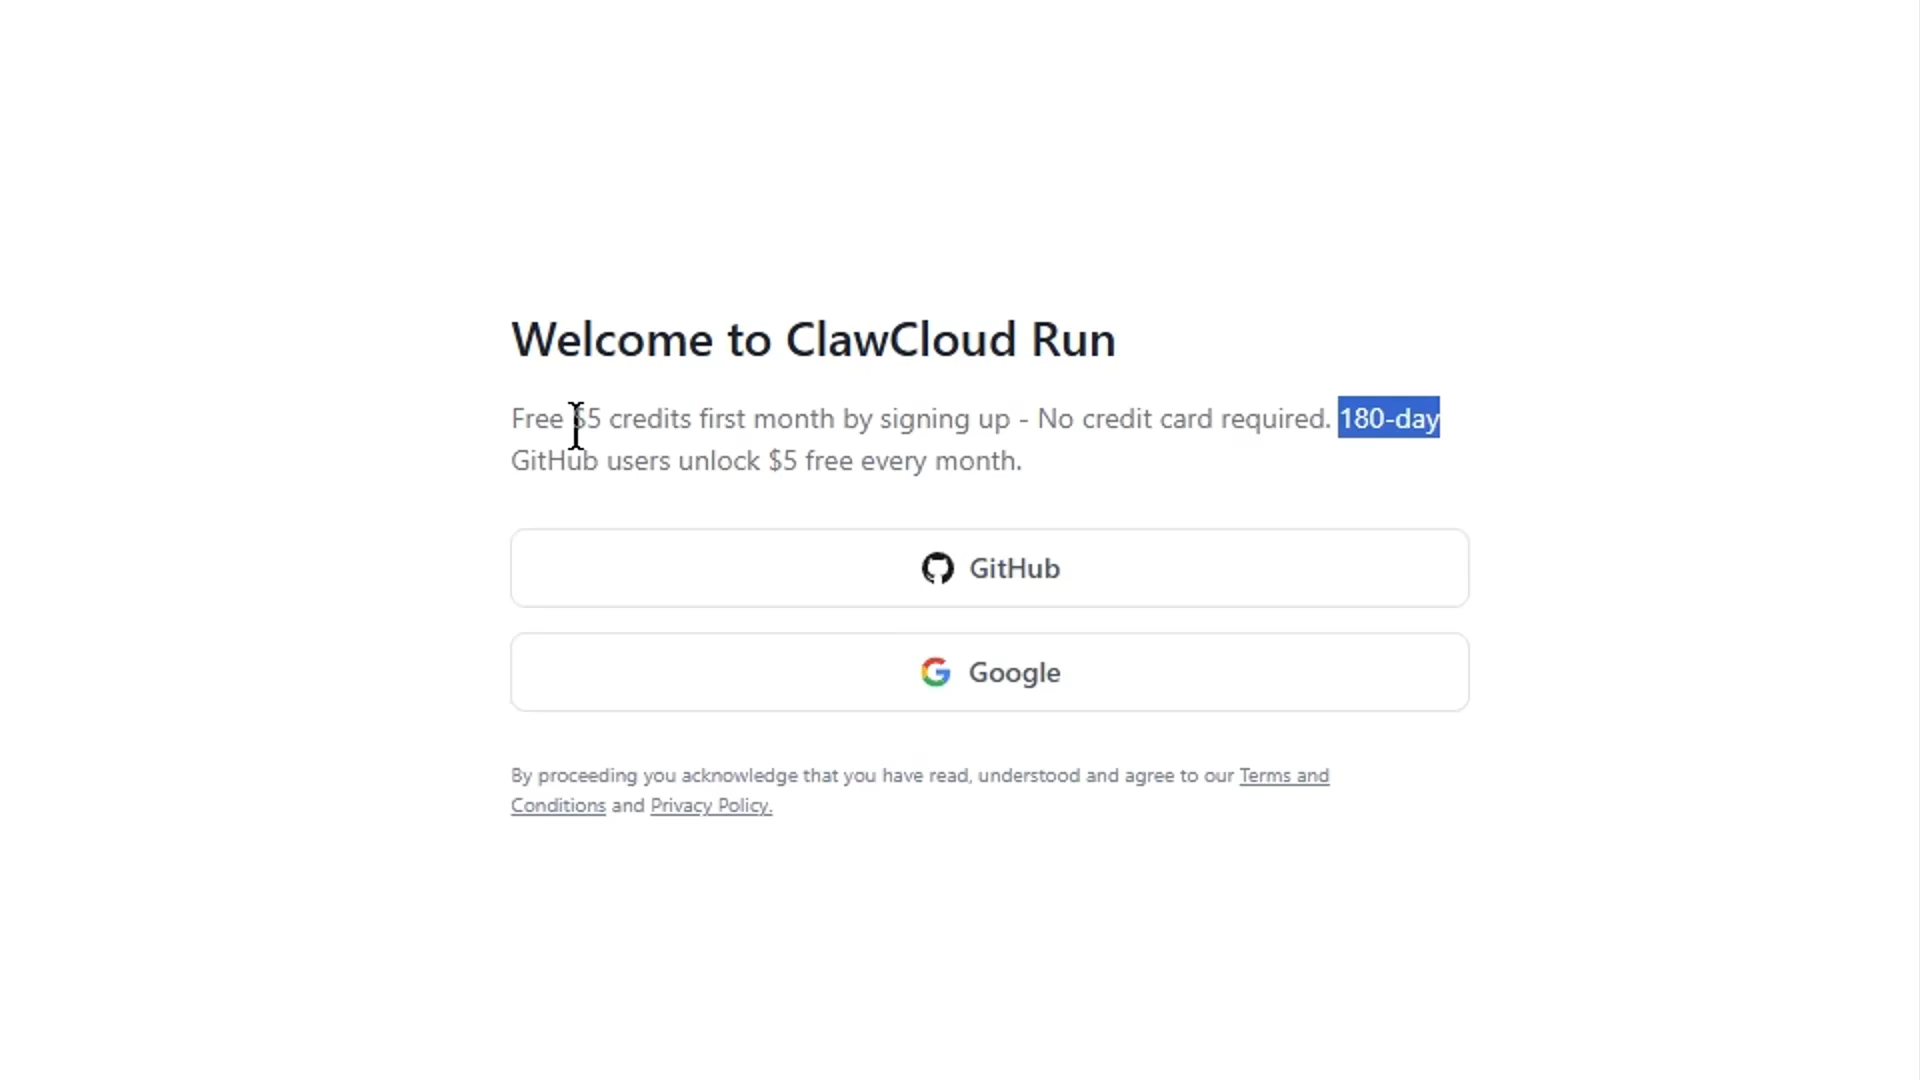 Welcome to ClawCloud Run
Free $5 credits first month by signing up - No credit card required. 180-day
GitHub users unlock $5 free every month.
GitHub
Google
By proceeding you acknowledge that you have read, understood and agree to our Terms and
Conditions and Privacy Policy.